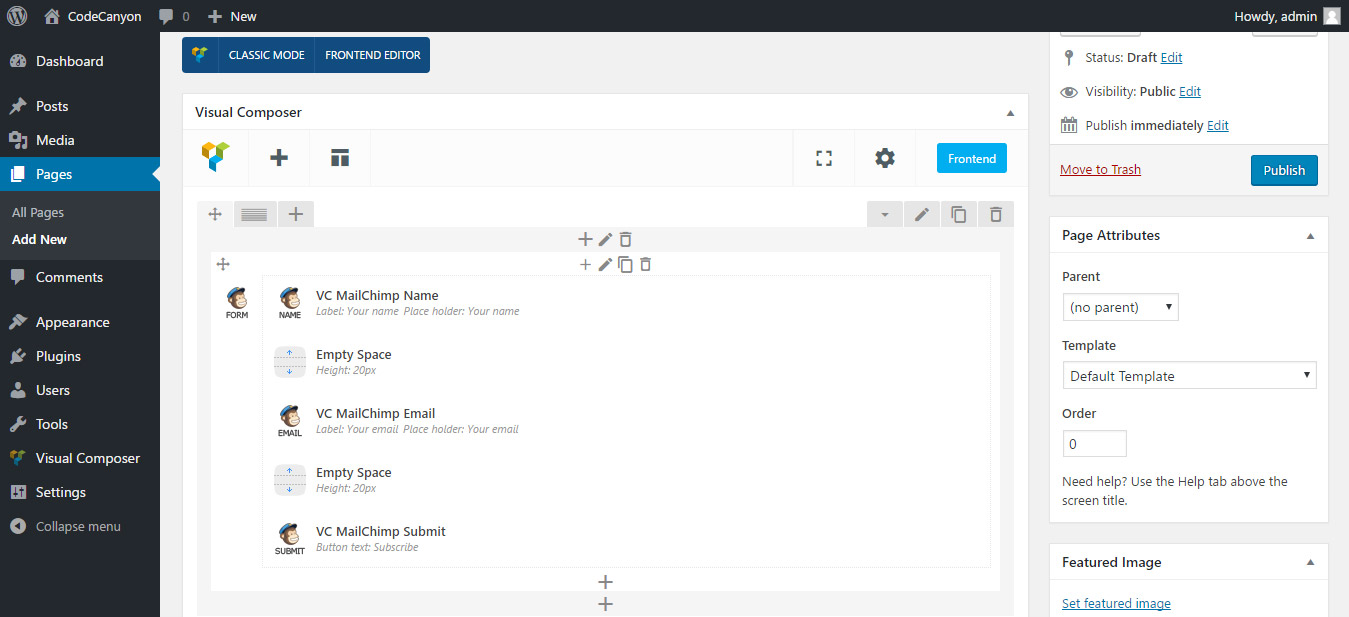 CodeCanyon
0
New
Howdy, admin
Dashboard
Posts
Media
Pages
All Pages
Add New
Comments
Appearance
Plugins
Users
Tools
Visual Composer
Settings
Collapse menu
CLASSIC MODE
FRONTEND EDITOR
Visual Composer
Frontend
FORM
NAME
VC MailChimp Name
Label: Your name Place holder: Your name
Empty Space
Height: 20px
EMAIL
VC MailChimp Email
Label: Your email Place holder: Your email
Empty Space
Height: 20px
SUBMIT
VC MailChimp Submit
Button text: Subscribe
Status: Draft Edit
Visibility: Public Edit
Publish immediately Edit
Move to Trash
Publish
Page Attributes
Parent
(no parent)
Template
Default Template
Order
0
Need help? Use the Help tab above the
screen title.
Featured Image
Set featured image